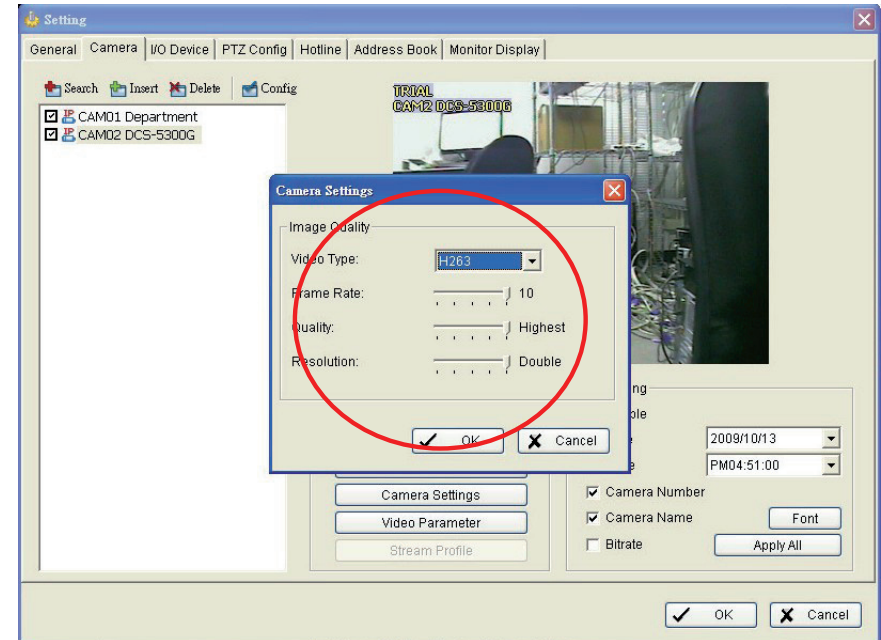 Setting
General Camera I/O Device PTZ Config Hotline Address Book Monitor Display
Search Insert Delete Config
TRIAL
CAM2 DCS-5300G
CAM01 Department
CAM02 DCS-5300G
Camera Settings
Image Quality
Video Type: H263
Frame Rate: 10
Quality: Highest
Resolution: Double
OK Cancel
2009/10/13
PM04:51:00
Camera Settings
Video Parameter
Stream Profile
Camera Number
Camera Name Font
Bitrate Apply All
OK Cancel